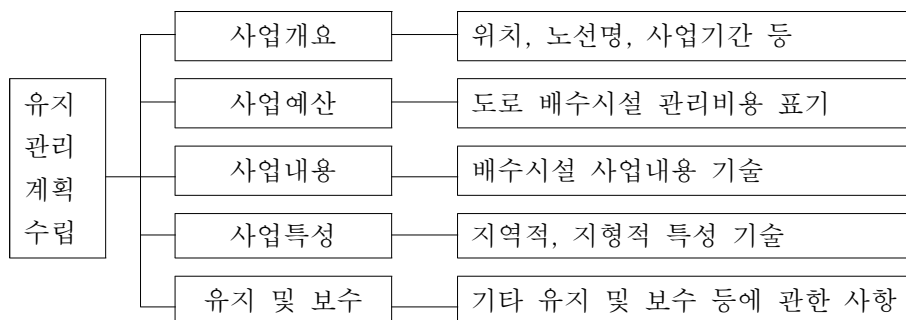 유지
관리
계획
수립
사업개요
위치, 노선명, 사업기간 등
사업예산
도로 배수시설 관리비용 표기
사업내용
배수시설 사업내용 기술
사업특성
지역적, 지형적 특성 기술
유지 및 보수
기타 유지 및 보수 등에 관한 사항